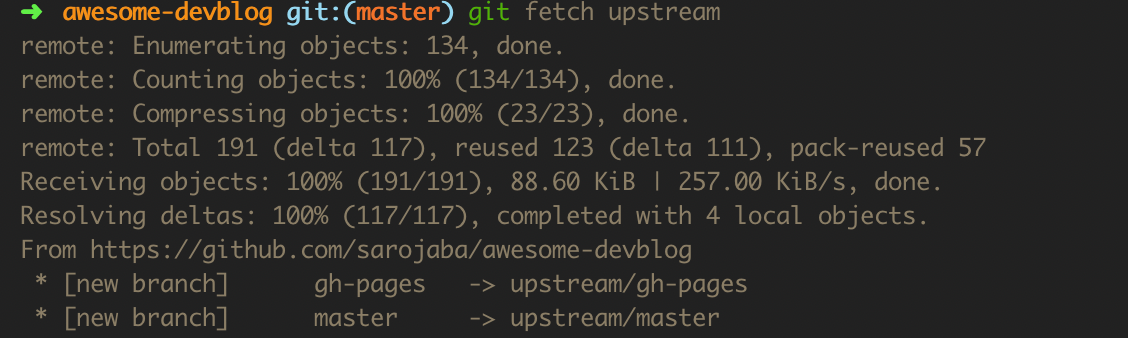 ➜ awesome-devblog git:(master) git fetch upstream
remote: Enumerating objects: 134, done.
remote: Counting objects: 100% (134/134), done.
remote: Compressing objects: 100% (23/23), done.
remote: Total 191 (delta 117), reused 123 (delta 111), pack-reused 57
Receiving objects: 100% (191/191), 88.60 KiB | 257.00 KiB/s, done.
Resolving deltas: 100% (117/117), completed with 4 local objects.
From https://github.com/sarojaba/awesome-devblog
 * [new branch]      gh-pages   -> upstream/gh-pages
 * [new branch]      master     -> upstream/master